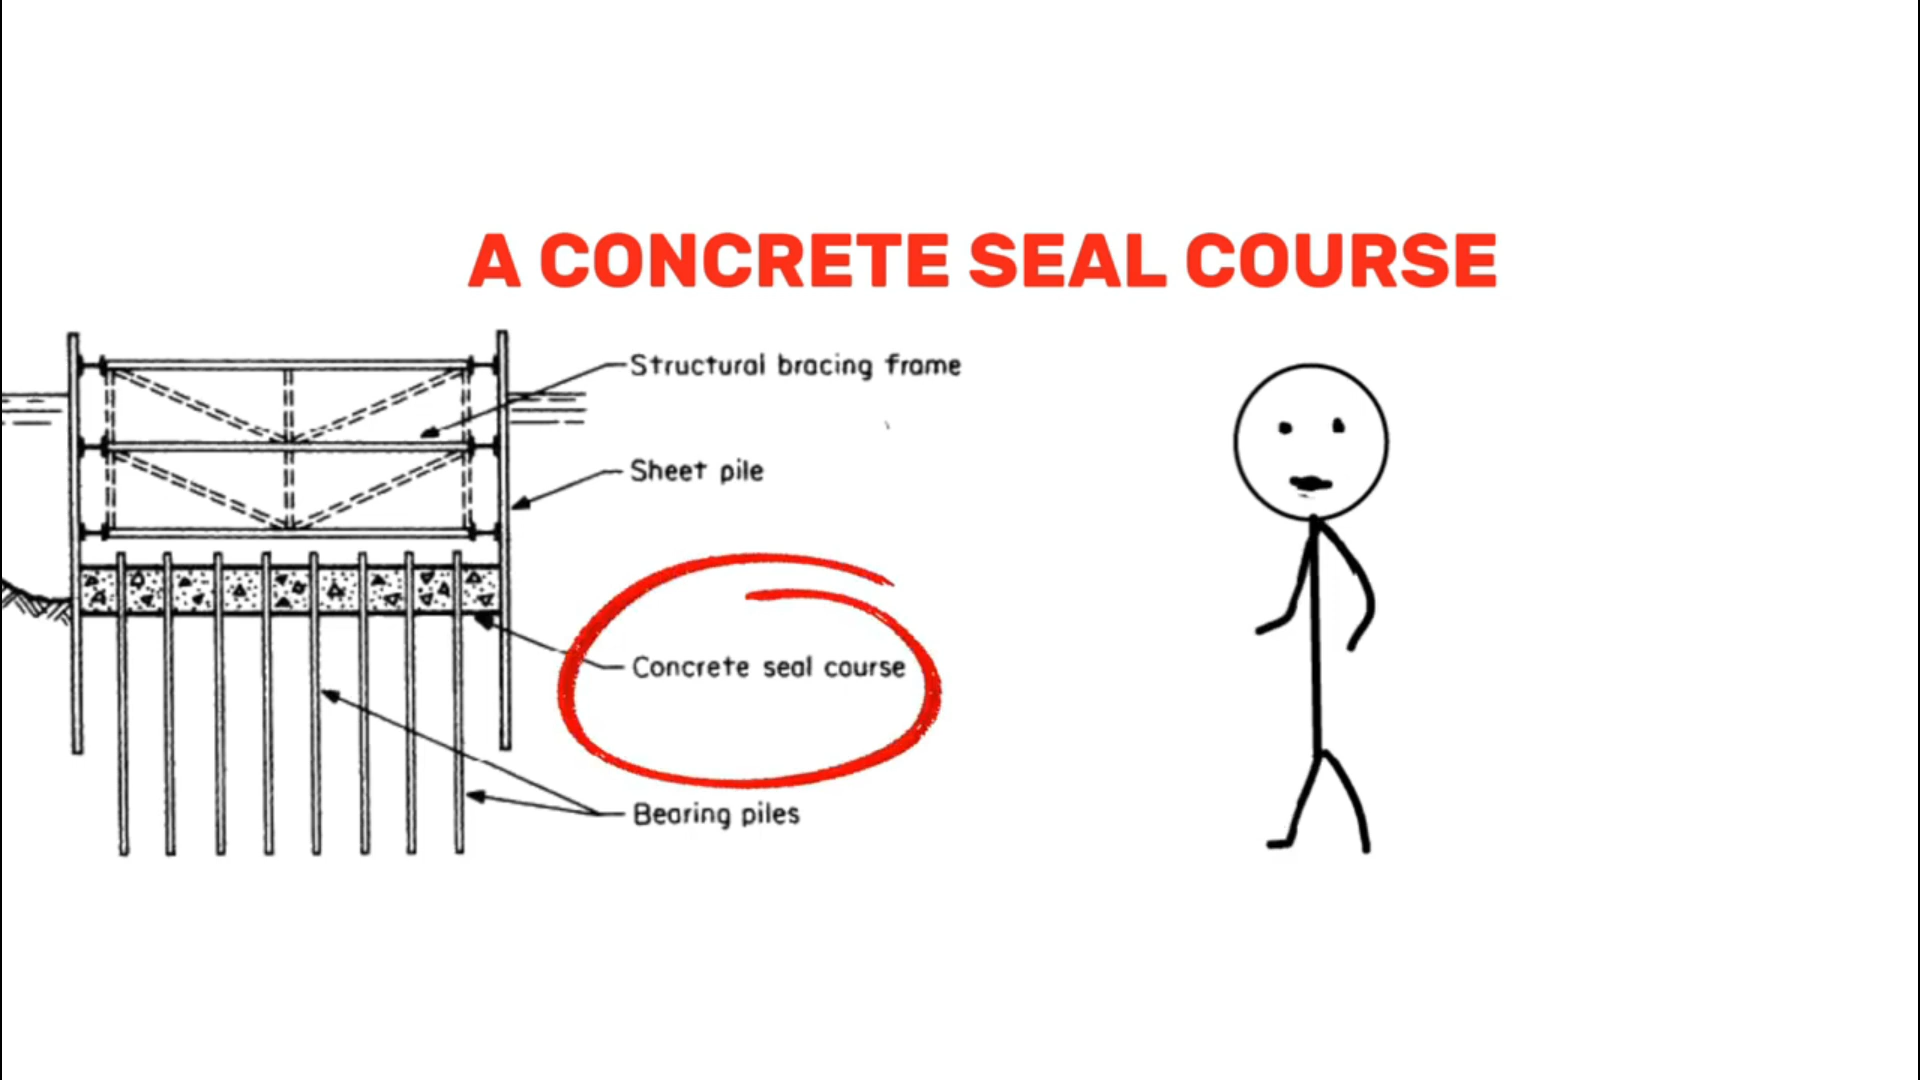 A CONCRETE SEAL COURSE
Structural bracing frame
Sheet pile
Concrete seal course
Bearing piles